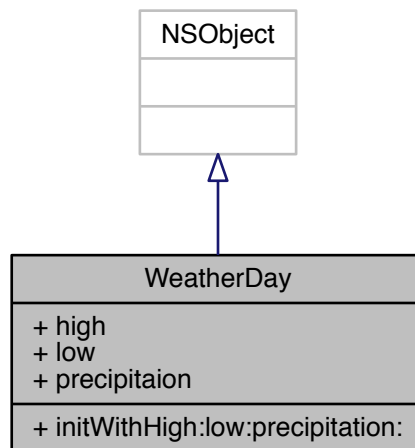 NSObject
WeatherDay
+ high
+ low
+ precipitaion
+ initWithHigh:low:precipitation: